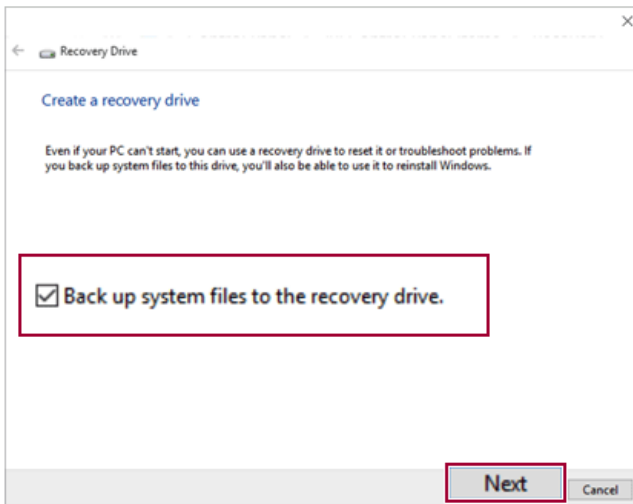 Recovery Drive
Create a recovery drive
Even if your PC can't start, you can use a recovery drive to reset it or troubleshoot problems. If
you back up system files to this drive, you'll also be able to use it to reinstall Windows.
Back up system files to the recovery drive.
Next
Cancel